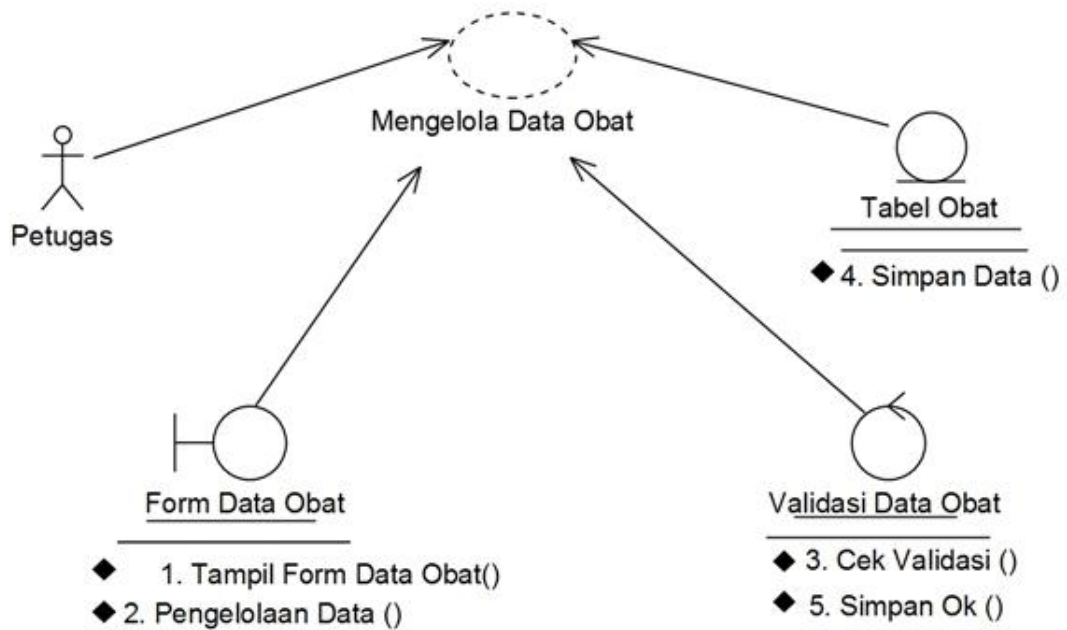 Mengelola Data Obat
Petugas
Tabel Obat
4. Simpan Data ()
Form Data Obat
1. Tampil Form Data Obat()
2. Pengelolaan Data ()
Validasi Data Obat
3. Cek Validasi ()
5. Simpan Ok ()